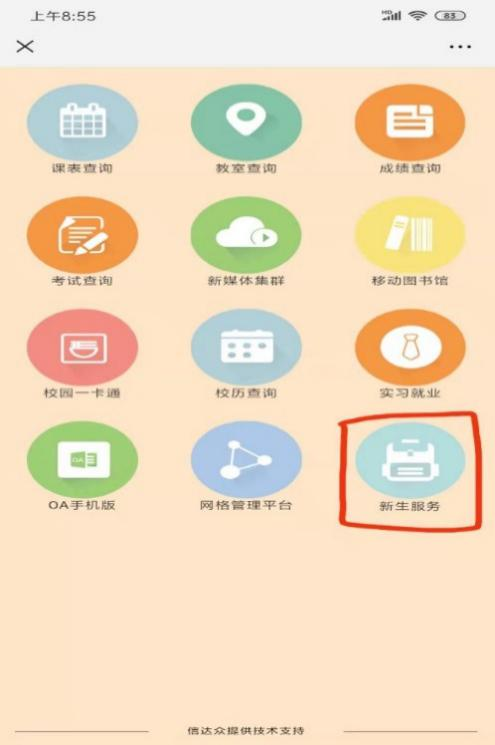 上午8:55
HD
83
课表查询
教室查询
成绩查询
考试查询
新媒体集群
移动图书馆
校园一卡通
校历查询
实习就业
OA
OA手机版
网格管理平台
新生服务
信达众提供技术支持